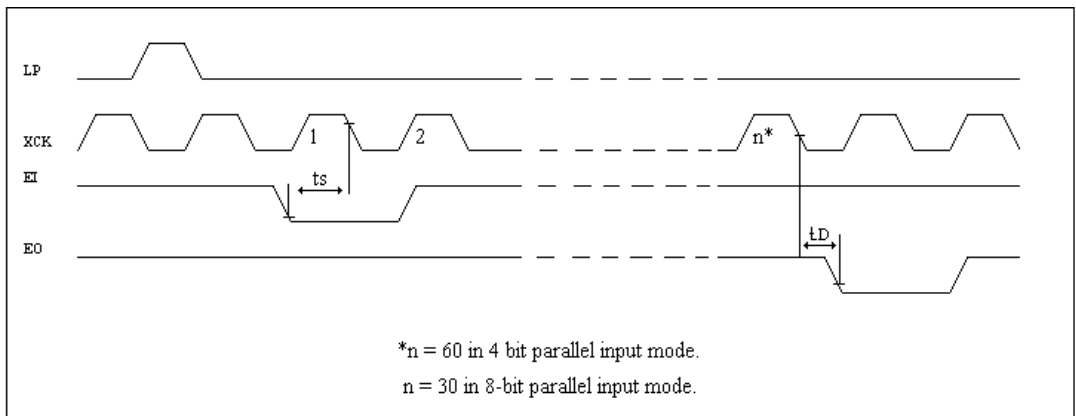 LP
XCK
1
2
n*
EI
ts
EO
tD
*n = 60 in 4 bit parallel input mode.
n = 30 in 8-bit parallel input mode.